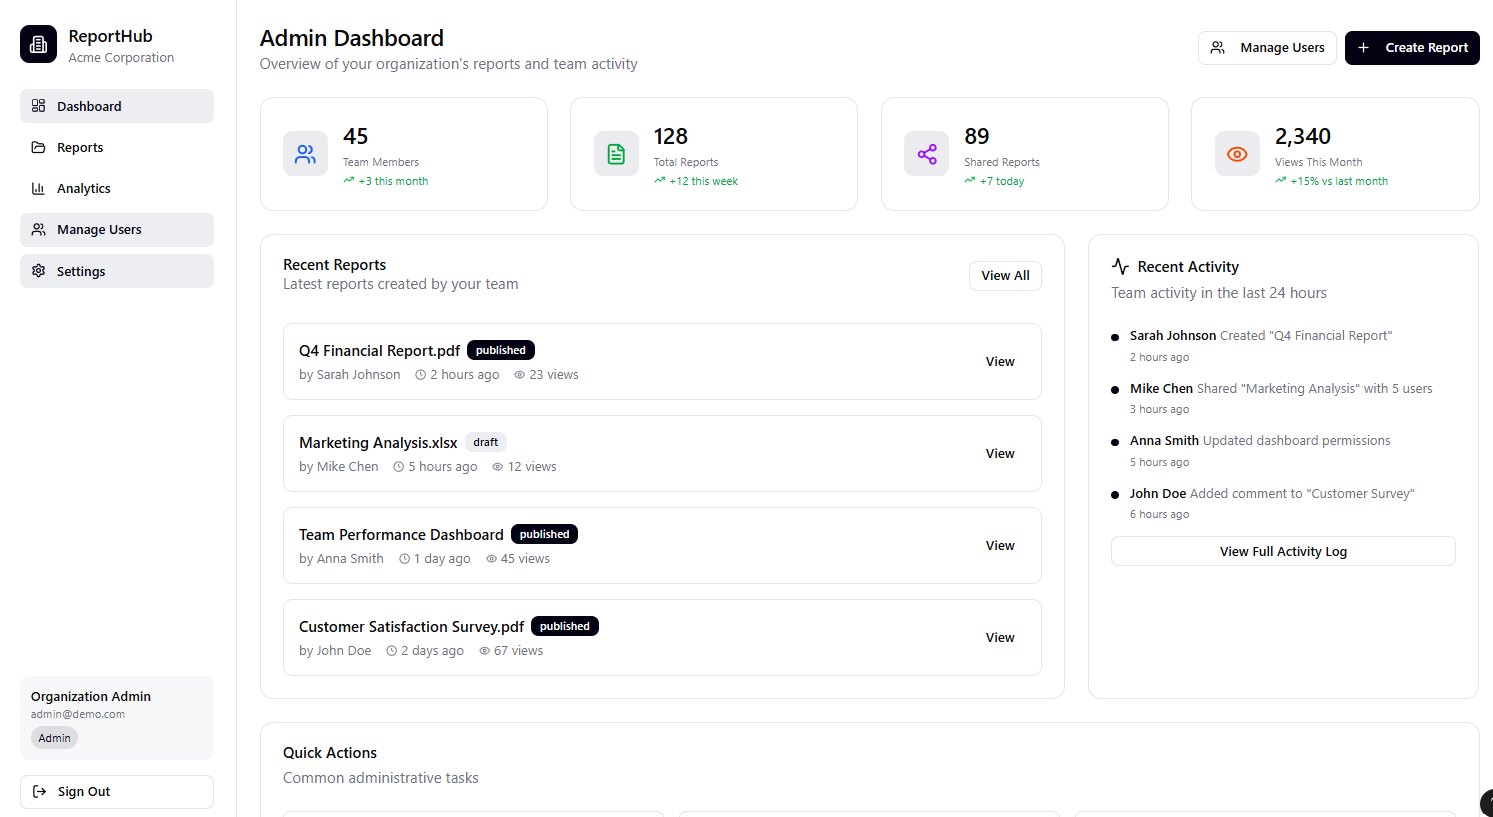 ReportHub
Acme Corporation
Dashboard
Reports
Analytics
Manage Users
Settings
Organization Admin
admin@demo.com
Admin
Sign Out
Admin Dashboard
Overview of your organization's reports and team activity
Manage Users
Create Report
45
Team Members
+3 this month
128
Total Reports
+12 this week
89
Shared Reports
+7 today
2,340
Views This Month
+15% vs last month
Recent Reports
Latest reports created by your team
View All
Q4 Financial Report.pdf published
by Sarah Johnson 2 hours ago 23 views
View
Marketing Analysis.xlsx draft
by Mike Chen 5 hours ago 12 views
View
Team Performance Dashboard published
by Anna Smith 1 day ago 45 views
View
Customer Satisfaction Survey.pdf published
by John Doe 2 days ago 67 views
View
Recent Activity
Team activity in the last 24 hours
Sarah Johnson Created "Q4 Financial Report"
2 hours ago
Mike Chen Shared "Marketing Analysis" with 5 users
3 hours ago
Anna Smith Updated dashboard permissions
5 hours ago
John Doe Added comment to "Customer Survey"
6 hours ago
View Full Activity Log
Quick Actions
Common administrative tasks